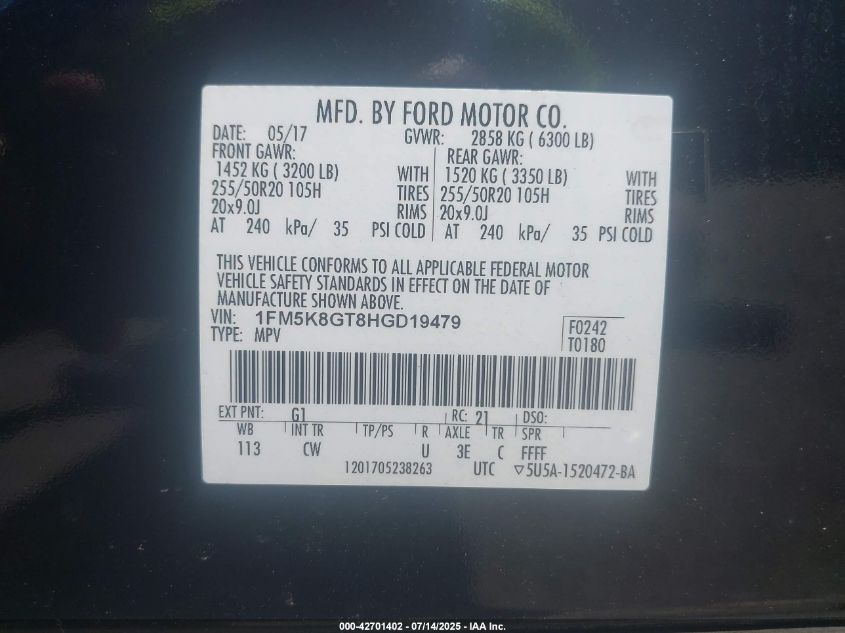 MFD. BY FORD MOTOR CO.
DATE: 05/17 GVWR: 2858 KG ( 6300 LB)
FRONT GAWR: REAR GAWR:
1452 KG ( 3200 LB) WITH 1520 KG ( 3350 LB) WITH
255/50R20 105H TIRES 255/50R20 105H TIRES
20x9.0J RIMS 20x9.0J RIMS
AT 240 kPa/ 35 PSI COLD AT 240 kPa/ 35 PSI COLD
THIS VEHICLE CONFORMS TO ALL APPLICABLE FEDERAL MOTOR
VEHICLE SAFETY STANDARDS IN EFFECT ON THE DATE OF
MANUFACTURE SHOWN ABOVE.
VIN: 1FM5K8GT8HGD19479 F0242
TYPE: MPV T0180
EXT PNT: G1 RC: 21 DSO:
WB INT TR TP/PS R AXLE TR SPR
113 CW U 3E C FFFF
1201705238263 UTC ▽5U5A-1520472-BA
000-42701402 - 07/14/2025 - IAA Inc.